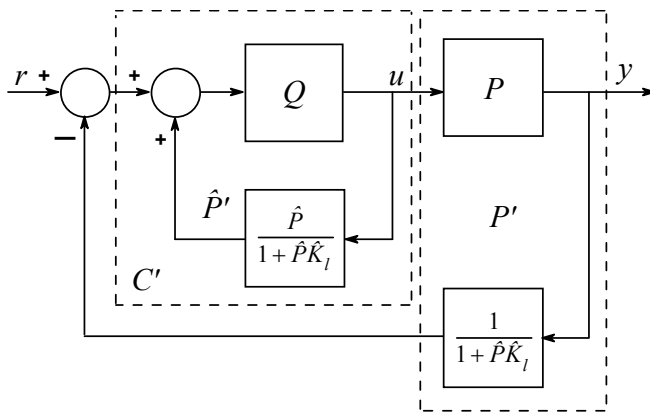 r + + Q u P y
−
+
P̂'
P̂ / (1 + P̂K̂_l)
P'
C'
1 / (1 + P̂K̂_l)